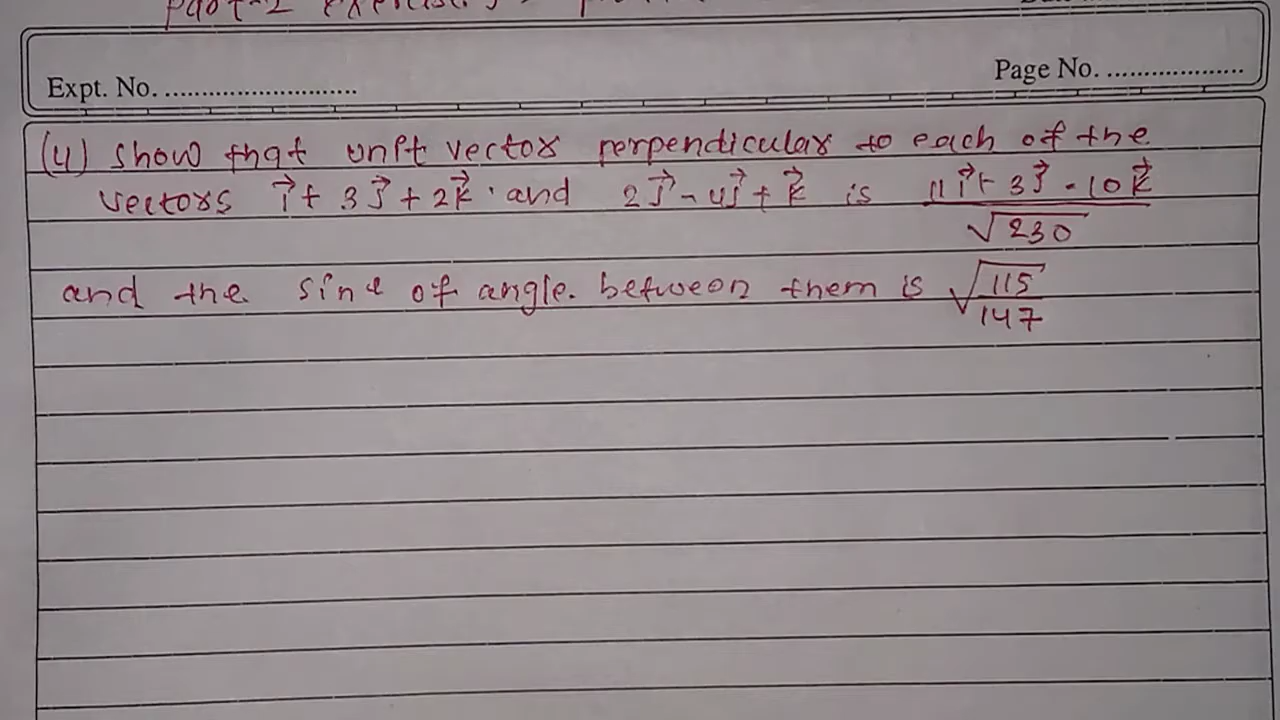 Expt. No. ..........................
Page No. ...................
(4) show that unit vector perpendicular to each of the
vectors i⃗ + 3j⃗ + 2k⃗ . and 2j⃗ - 4j⃗ + k⃗ is (11i⃗ + 3j⃗ - 10k⃗)/√230
and the sine of angle. between them is √(115/147)